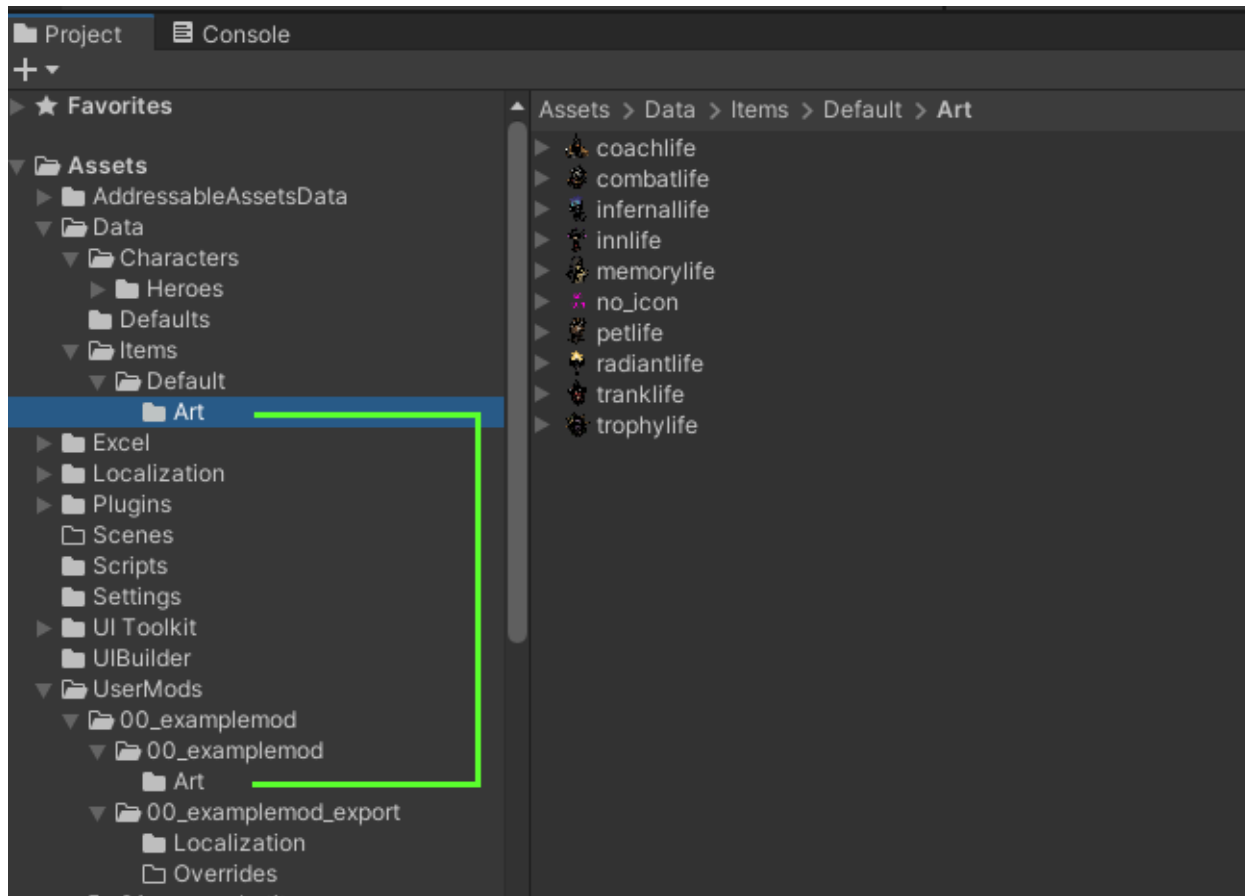 Project
Console
Favorites
Assets
AddressableAssetsData
Data
Characters
Heroes
Defaults
Items
Default
Art
Excel
Localization
Plugins
Scenes
Scripts
Settings
UI Toolkit
UIBuilder
UserMods
00_examplemod
00_examplemod
Art
00_examplemod_export
Localization
Overrides
Assets > Data > Items > Default > Art
coachlife
combatlife
infernallife
innlife
memorylife
no_icon
petlife
radiantlife
tranklife
trophylife